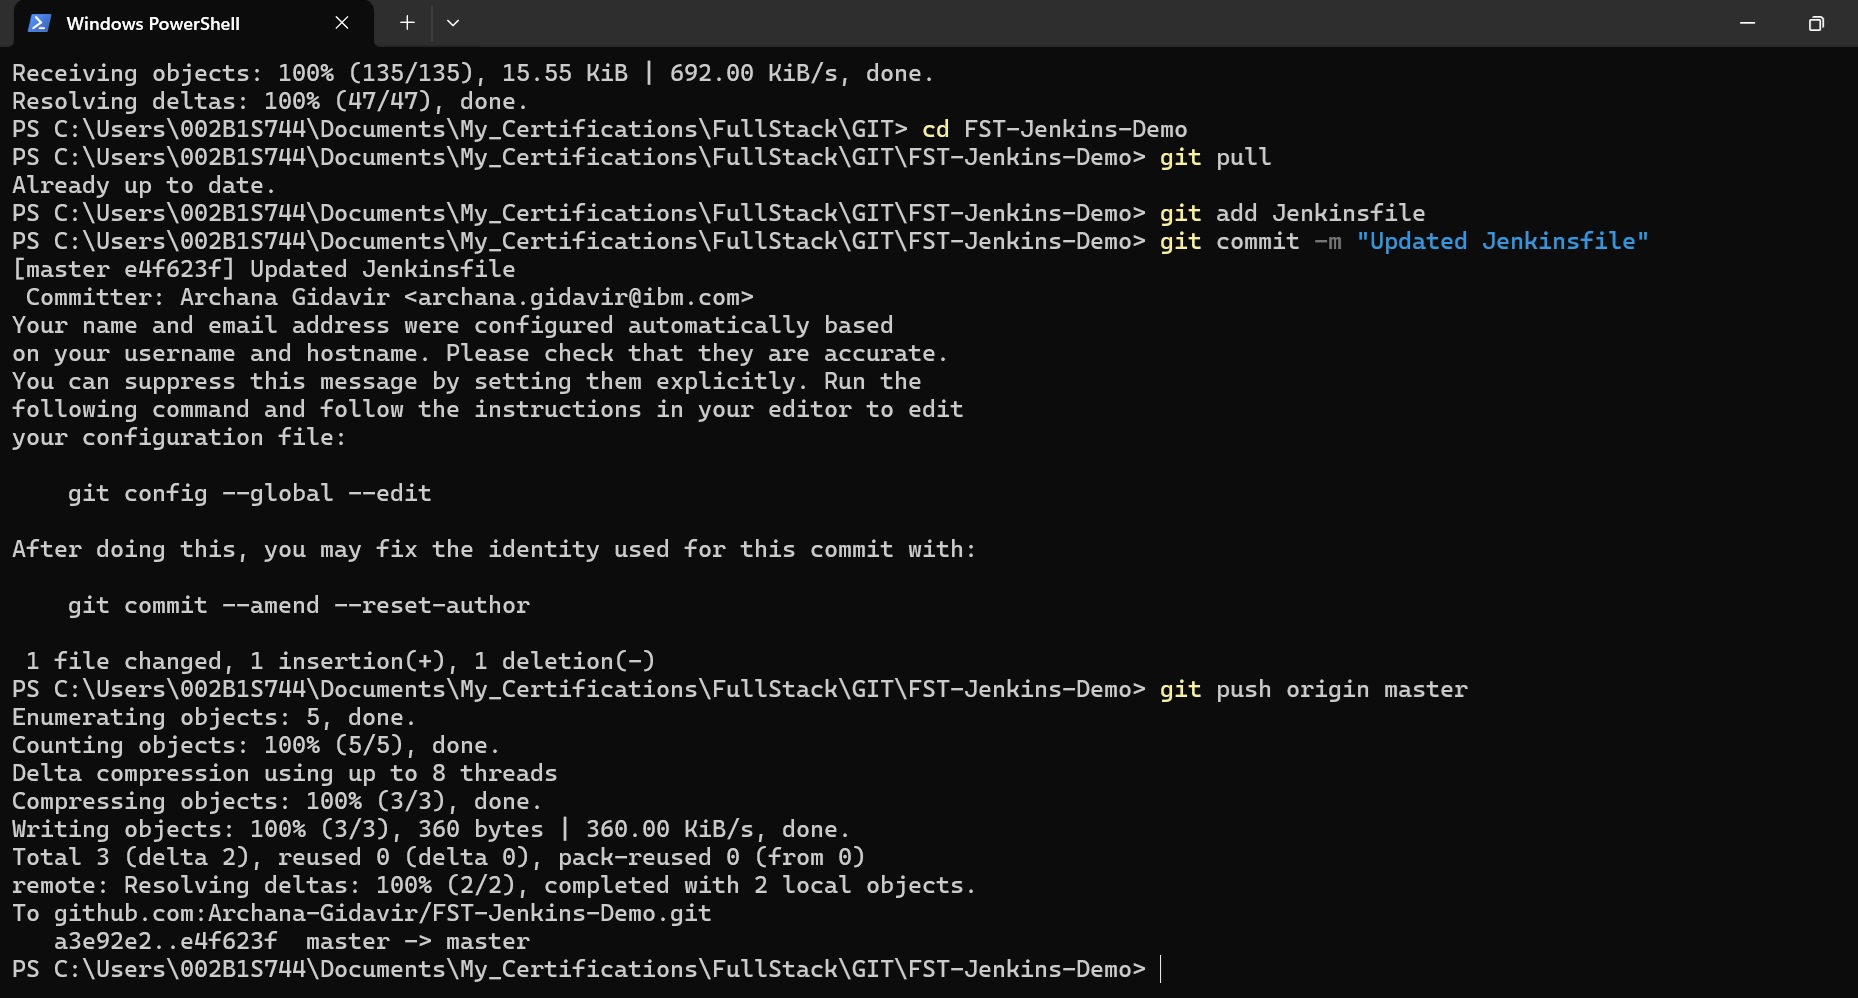 Windows PowerShell
Receiving objects: 100% (135/135), 15.55 KiB | 692.00 KiB/s, done.
Resolving deltas: 100% (47/47), done.
PS C:\Users\002B1S744\Documents\My_Certifications\FullStack\GIT> cd FST-Jenkins-Demo
PS C:\Users\002B1S744\Documents\My_Certifications\FullStack\GIT\FST-Jenkins-Demo> git pull
Already up to date.
PS C:\Users\002B1S744\Documents\My_Certifications\FullStack\GIT\FST-Jenkins-Demo> git add Jenkinsfile
PS C:\Users\002B1S744\Documents\My_Certifications\FullStack\GIT\FST-Jenkins-Demo> git commit -m "Updated Jenkinsfile"
[master e4f623f] Updated Jenkinsfile
 Committer: Archana Gidavir <archana.gidavir@ibm.com>
Your name and email address were configured automatically based
on your username and hostname. Please check that they are accurate.
You can suppress this message by setting them explicitly. Run the
following command and follow the instructions in your editor to edit
your configuration file:

    git config --global --edit

After doing this, you may fix the identity used for this commit with:

    git commit --amend --reset-author

 1 file changed, 1 insertion(+), 1 deletion(-)
PS C:\Users\002B1S744\Documents\My_Certifications\FullStack\GIT\FST-Jenkins-Demo> git push origin master
Enumerating objects: 5, done.
Counting objects: 100% (5/5), done.
Delta compression using up to 8 threads
Compressing objects: 100% (3/3), done.
Writing objects: 100% (3/3), 360 bytes | 360.00 KiB/s, done.
Total 3 (delta 2), reused 0 (delta 0), pack-reused 0 (from 0)
remote: Resolving deltas: 100% (2/2), completed with 2 local objects.
To github.com:Archana-Gidavir/FST-Jenkins-Demo.git
   a3e92e2..e4f623f  master -> master
PS C:\Users\002B1S744\Documents\My_Certifications\FullStack\GIT\FST-Jenkins-Demo>